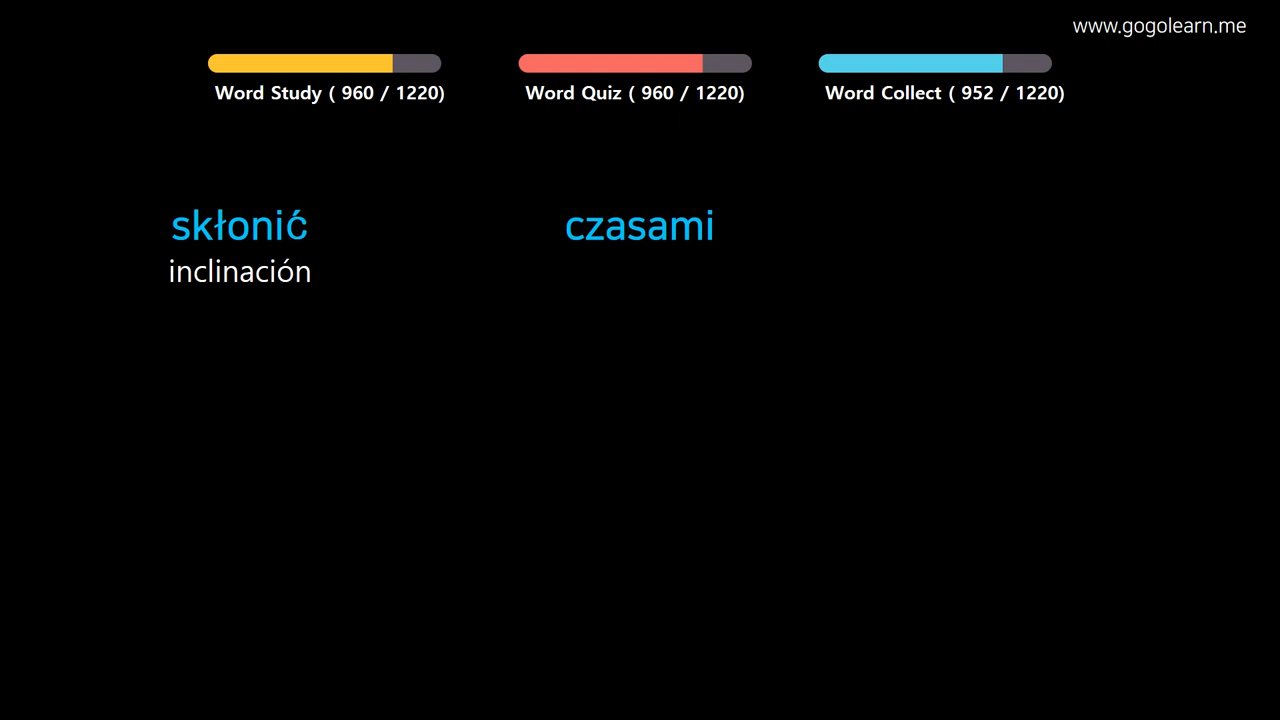 www.gogolearn.me
Word Study ( 960 / 1220)
Word Quiz ( 960 / 1220)
Word Collect ( 952 / 1220)
skłonić
czasami
inclinación